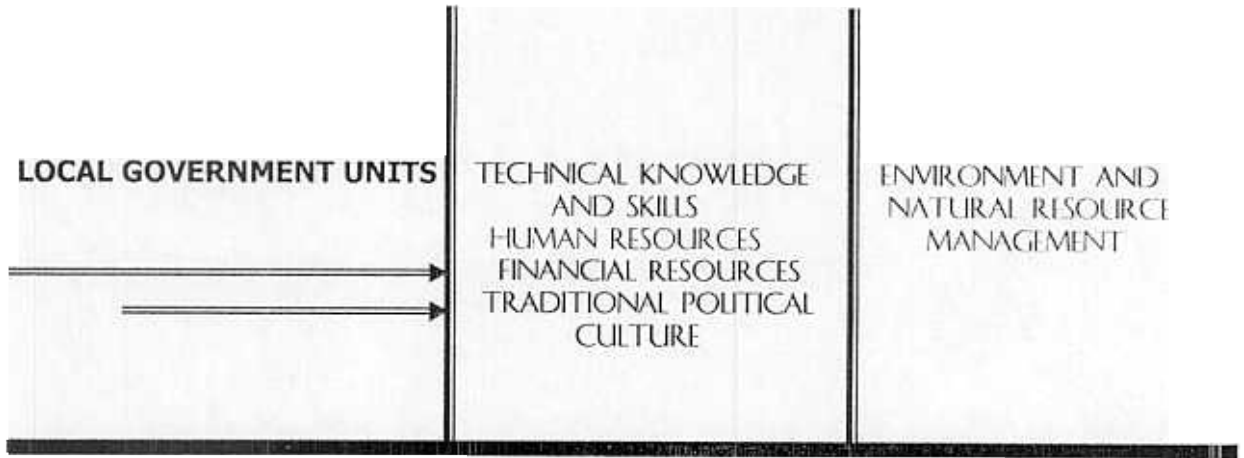 LOCAL GOVERNMENT UNITS
TECHNICAL KNOWLEDGE
AND SKILLS
HUMAN RESOURCES
FINANCIAL RESOURCES
TRADITIONAL POLITICAL
CULTURE
ENVIRONMENT AND
NATURAL RESOURCE
MANAGEMENT